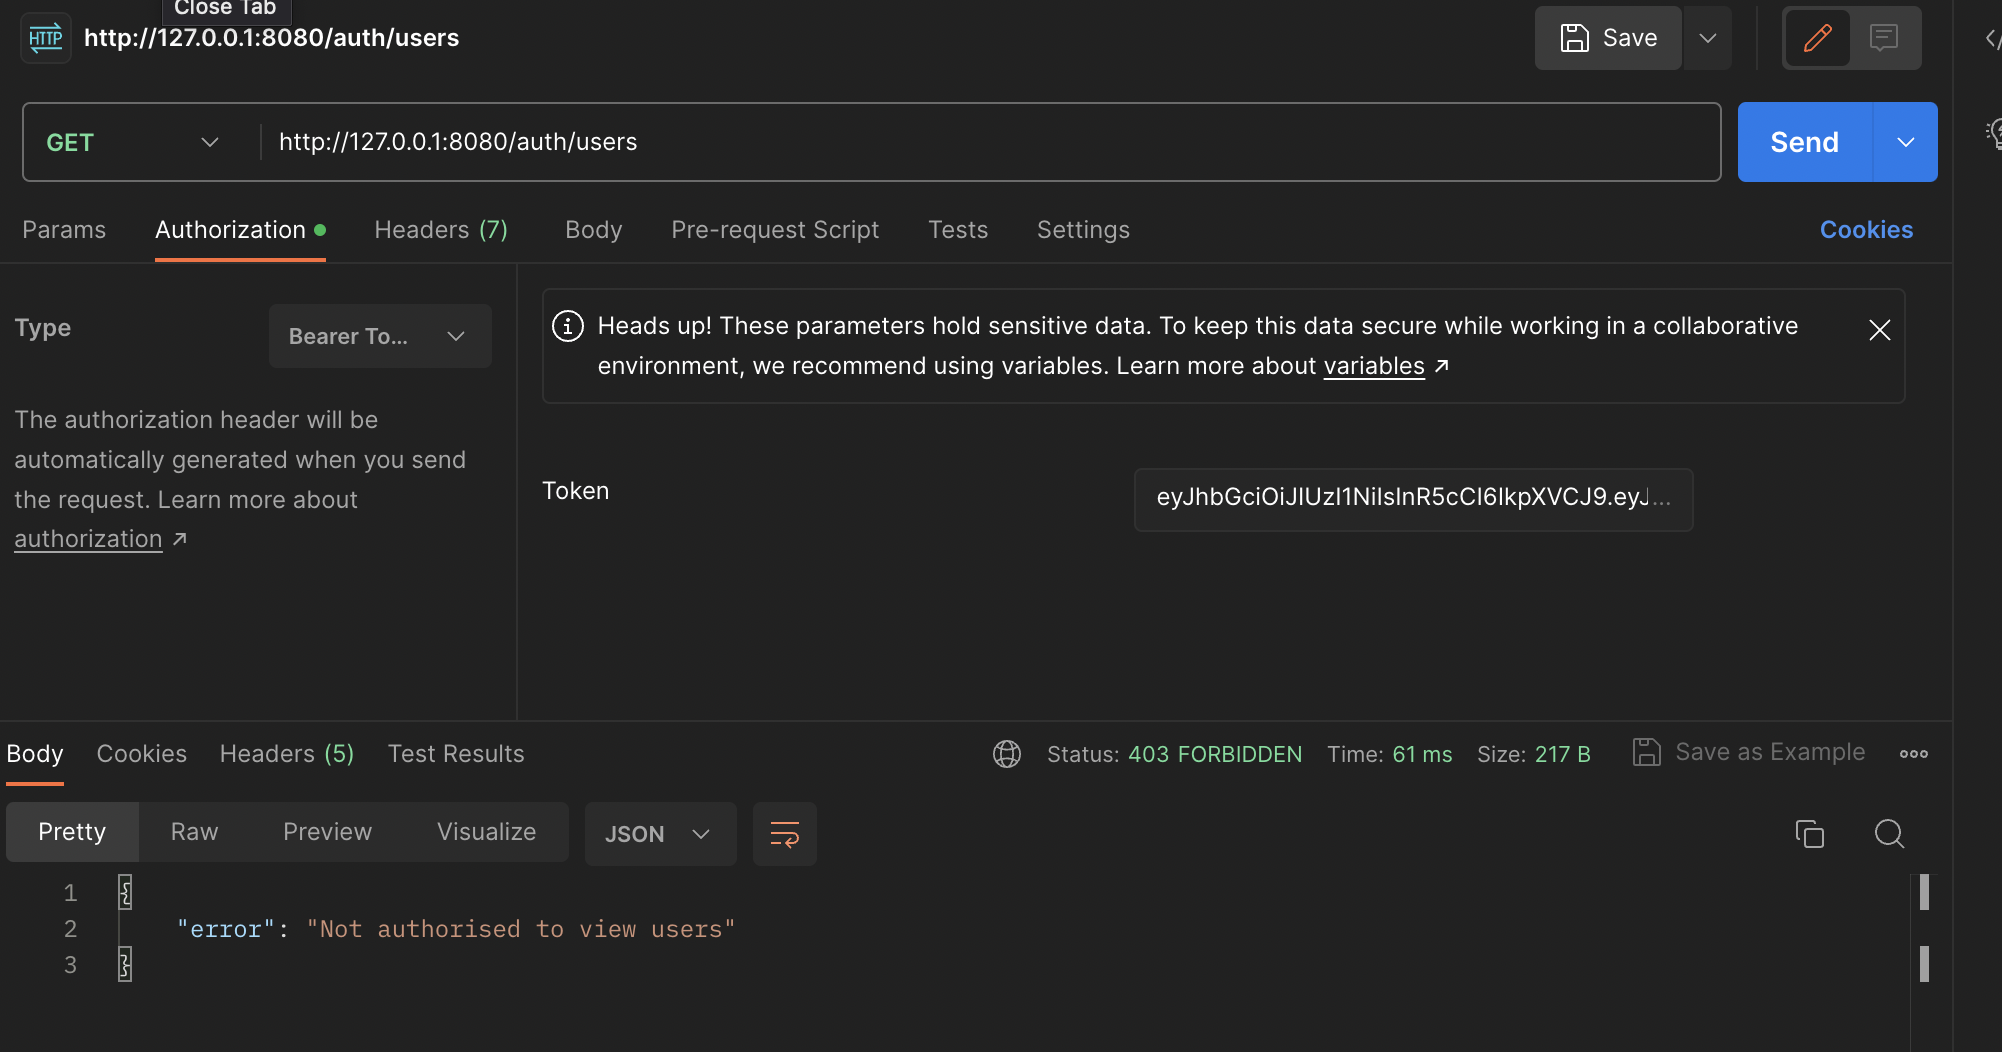 Close Tab
HTTP
http://127.0.0.1:8080/auth/users
Save
GET
http://127.0.0.1:8080/auth/users
Send
Params
Authorization
Headers (7)
Body
Pre-request Script
Tests
Settings
Cookies
Type
Bearer To...
The authorization header will be
automatically generated when you send
the request. Learn more about
authorization ↗
Heads up! These parameters hold sensitive data. To keep this data secure while working in a collaborative
environment, we recommend using variables. Learn more about variables ↗
Token
eyJhbGciOiJIUzI1NiIsInR5cCI6IkpXVCJ9.eyJ...
Body
Cookies
Headers (5)
Test Results
Status: 403 FORBIDDEN
Time: 61 ms
Size: 217 B
Save as Example
Pretty
Raw
Preview
Visualize
JSON
1 {
2 "error": "Not authorised to view users"
3 }